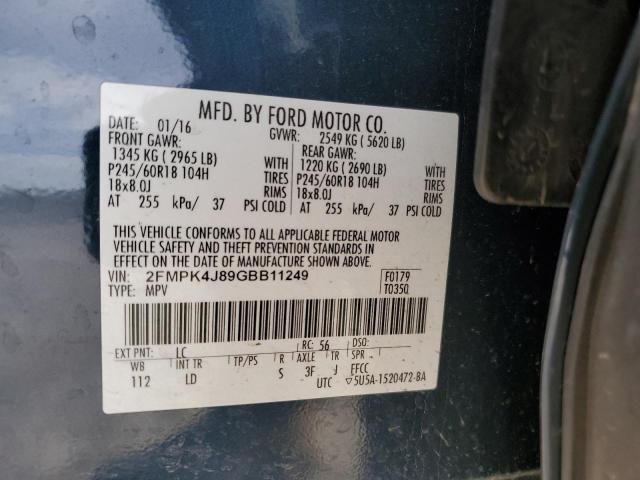 MFD. BY FORD MOTOR CO.
DATE: 01/16 GVWR: 2549 KG ( 5620 LB)
FRONT GAWR: REAR GAWR:
1345 KG ( 2965 LB) WITH 1220 KG ( 2690 LB) WITH
P245/60R18 104H TIRES P245/60R18 104H TIRES
18x8.0J RIMS 18x8.0J RIMS
AT 255 kPa/ 37 PSI COLD AT 255 kPa/ 37 PSI COLD
THIS VEHICLE CONFORMS TO ALL APPLICABLE FEDERAL MOTOR
VEHICLE SAFETY AND THEFT PREVENTION STANDARDS IN
EFFECT ON THE DATE OF MANUFACTURE SHOWN ABOVE.
VIN: 2FMPK4J89GBB11249 F0179
TYPE: MPV T0350
EXT PNT: LC RC: 56 DSO:
WB INT TR TP/PS R AXLE TR SPR
112 LD S 3F J FFCC
UTC ▽5U5A-1520472-BA